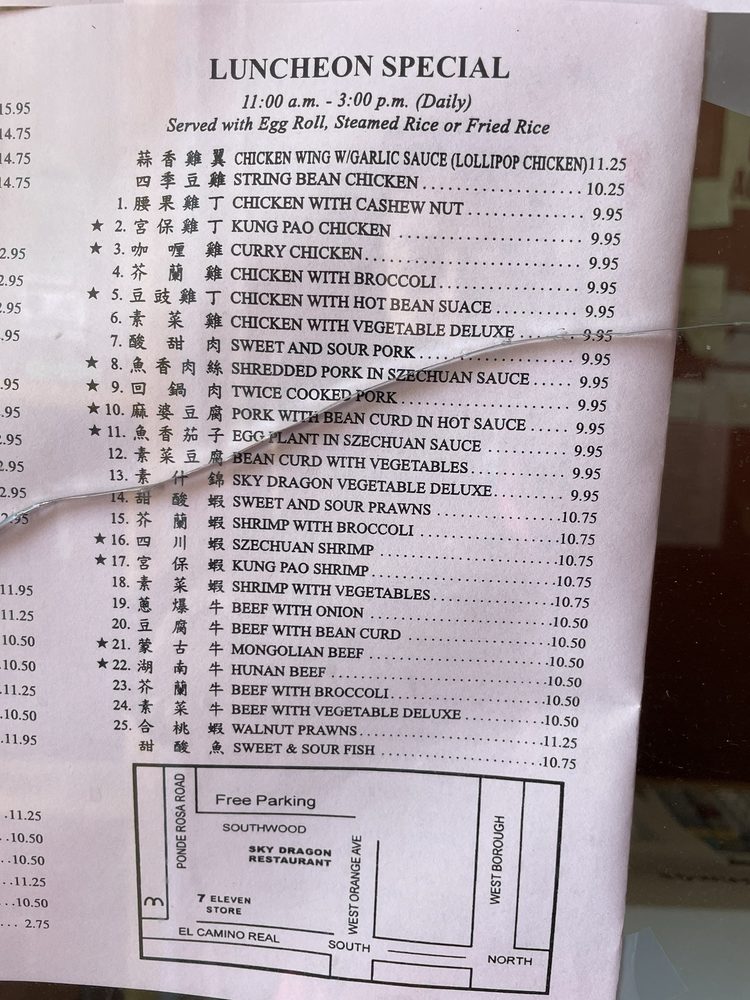 LUNCHEON SPECIAL
11:00 a.m. - 3:00 p.m. (Daily)
Served with Egg Roll, Steamed Rice or Fried Rice
蒜香雞翼 CHICKEN WING W/GARLIC SAUCE (LOLLIPOP CHICKEN)11.25
四季豆雞 STRING BEAN CHICKEN 10.25
1. 腰果雞丁 CHICKEN WITH CASHEW NUT 9.95
★ 2. 宮保雞丁 KUNG PAO CHICKEN 9.95
★ 3. 咖喱雞 CURRY CHICKEN 9.95
4. 芥蘭雞 CHICKEN WITH BROCCOLI 9.95
★ 5. 豆豉雞丁 CHICKEN WITH HOT BEAN SUACE 9.95
6. 素菜雞 CHICKEN WITH VEGETABLE DELUXE 9.95
7. 酸甜肉 SWEET AND SOUR PORK 9.95
★ 8. 魚香肉絲 SHREDDED PORK IN SZECHUAN SAUCE 9.95
★ 9. 回鍋肉 TWICE COOKED PORK 9.95
★ 10. 麻婆豆腐 PORK WITH BEAN CURD IN HOT SAUCE 9.95
★ 11. 魚香茄子 EGG PLANT IN SZECHUAN SAUCE 9.95
12. 素菜豆腐 BEAN CURD WITH VEGETABLES 9.95
13. 素什錦 SKY DRAGON VEGETABLE DELUXE 9.95
14. 甜酸蝦 SWEET AND SOUR PRAWNS 10.75
15. 芥蘭蝦 SHRIMP WITH BROCCOLI 10.75
★ 16. 四川蝦 SZECHUAN SHRIMP 10.75
★ 17. 宮保蝦 KUNG PAO SHRIMP 10.75
18. 素菜蝦 SHRIMP WITH VEGETABLES 10.75
19. 蔥爆牛 BEEF WITH ONION 10.50
20. 豆腐牛 BEEF WITH BEAN CURD 10.50
★ 21. 蒙古牛 MONGOLIAN BEEF 10.50
★ 22. 湖南牛 HUNAN BEEF 10.50
23. 芥蘭牛 BEEF WITH BROCCOLI 10.50
24. 素菜牛 BEEF WITH VEGETABLE DELUXE 10.50
25. 合桃蝦 WALNUT PRAWNS 11.25
甜酸魚 SWEET & SOUR FISH 10.75
PONDE ROSA ROAD
Free Parking
SOUTHWOOD
SKY DRAGON
RESTAURANT
WEST ORANGE AVE
WEST BOROUGH
7 ELEVEN
STORE
EL CAMINO REAL
SOUTH
NORTH
15.95
14.75
14.75
14.75
2.95
2.95
2.95
.95
.95
.95
2.95
2.95
2.95
2.95
11.95
11.25
10.50
10.50
11.25
10.50
11.95
11.25
10.50
10.50
11.25
10.50
2.75